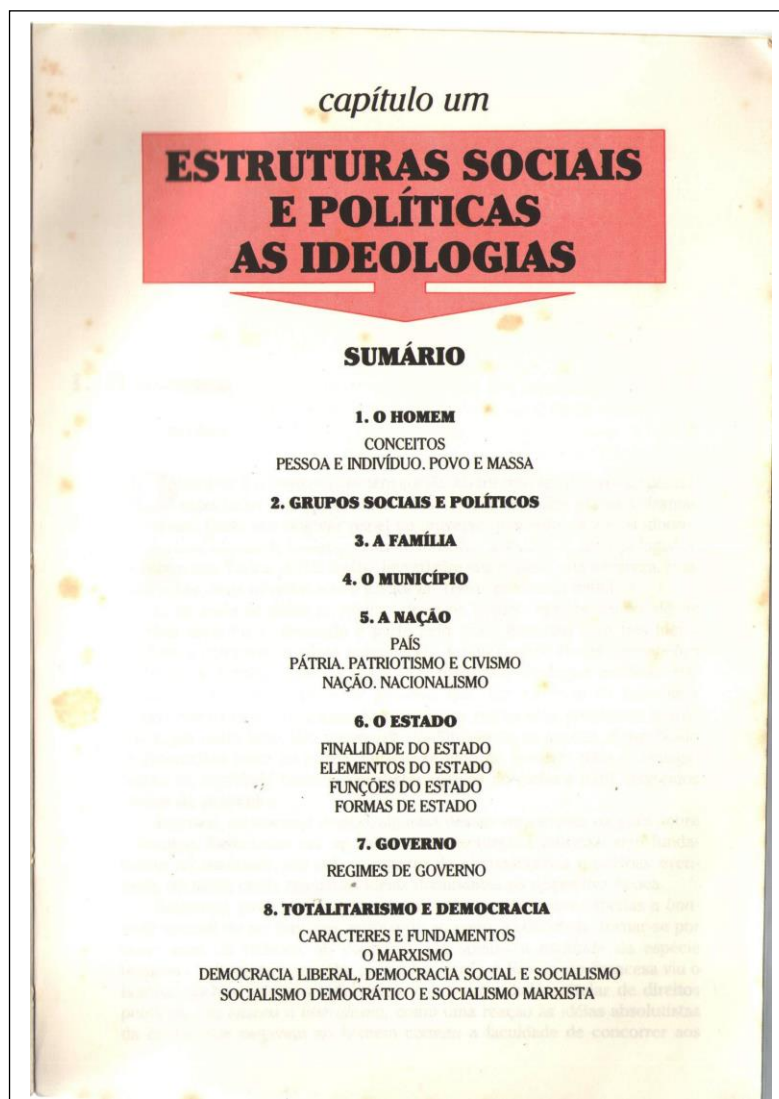 capítulo um
ESTRUTURAS SOCIAIS
E POLÍTICAS
AS IDEOLOGIAS
SUMÁRIO
1. O HOMEM
CONCEITOS
PESSOA E INDIVÍDUO. POVO E MASSA
2. GRUPOS SOCIAIS E POLÍTICOS
3. A FAMÍLIA
4. O MUNICÍPIO
5. A NAÇÃO
PAÍS
PÁTRIA. PATRIOTISMO E CIVISMO
NAÇÃO. NACIONALISMO
6. O ESTADO
FINALIDADE DO ESTADO
ELEMENTOS DO ESTADO
FUNÇÕES DO ESTADO
FORMAS DE ESTADO
7. GOVERNO
REGIMES DE GOVERNO
8. TOTALITARISMO E DEMOCRACIA
CARACTERES E FUNDAMENTOS
O MARXISMO
DEMOCRACIA LIBERAL, DEMOCRACIA SOCIAL E SOCIALISMO
SOCIALISMO DEMOCRÁTICO E SOCIALISMO MARXISTA